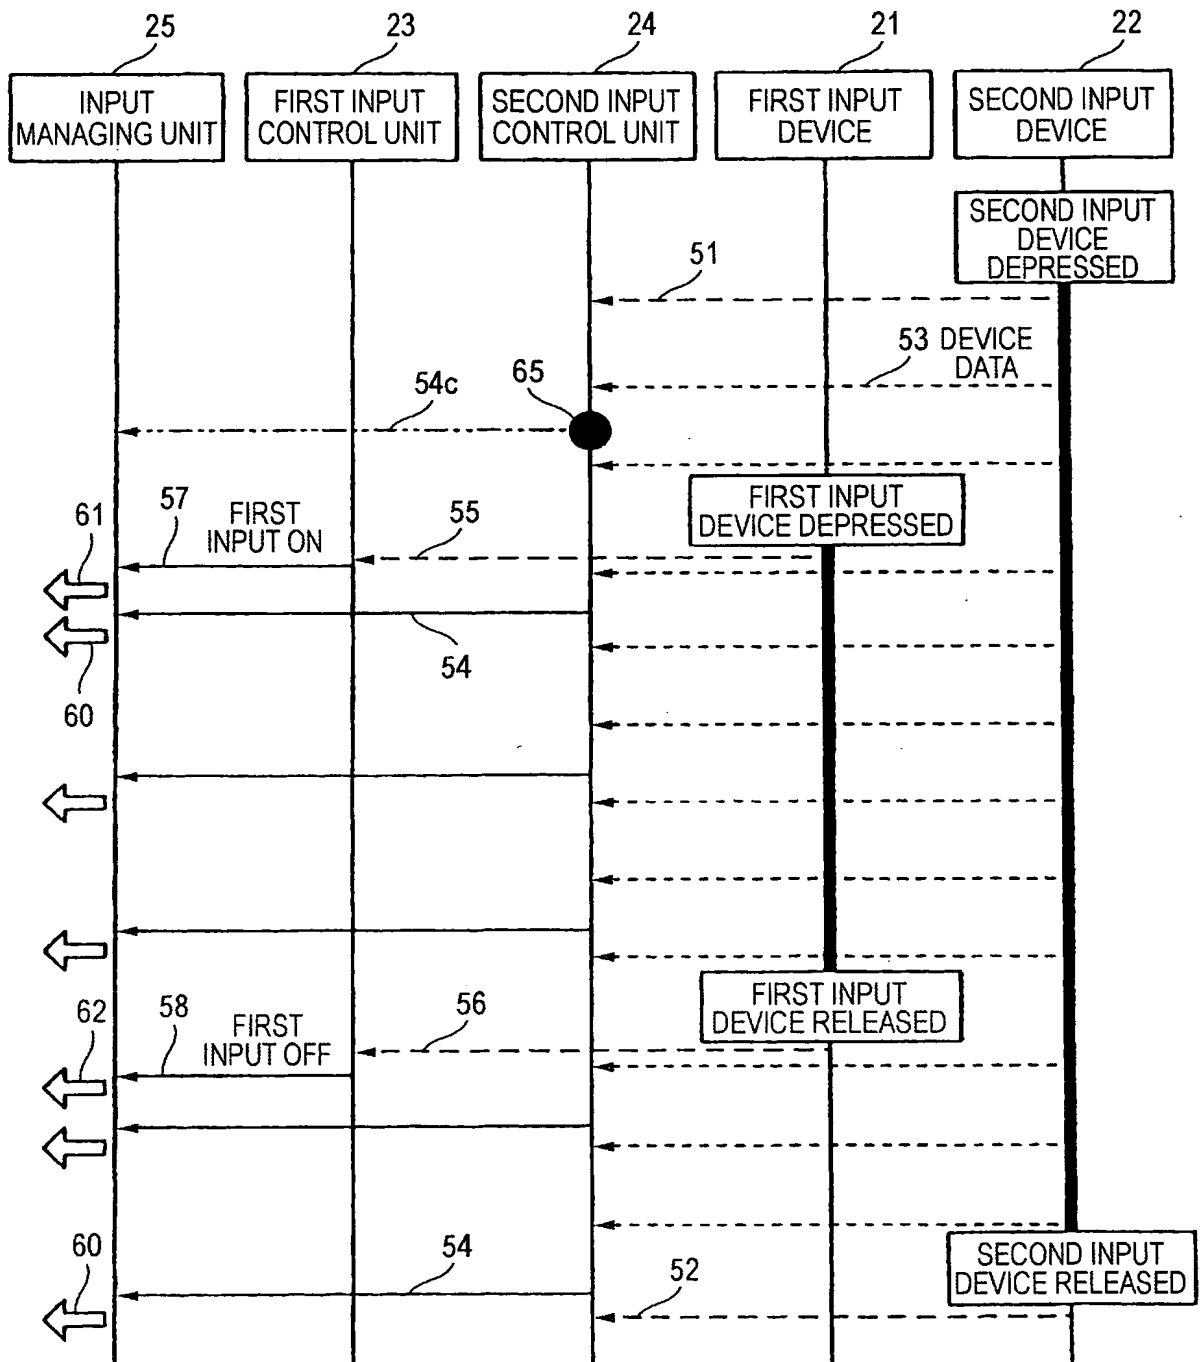 25
23
24
21
22
INPUT
MANAGING UNIT
FIRST INPUT
CONTROL UNIT
SECOND INPUT
CONTROL UNIT
FIRST INPUT
DEVICE
SECOND INPUT
DEVICE
SECOND INPUT
DEVICE
DEPRESSED
51
53 DEVICE
DATA
54c
65
FIRST INPUT
DEVICE DEPRESSED
61
57
FIRST
INPUT ON
55
54
60
FIRST INPUT
DEVICE RELEASED
62
58
FIRST
INPUT OFF
56
60
54
52
SECOND INPUT
DEVICE RELEASED